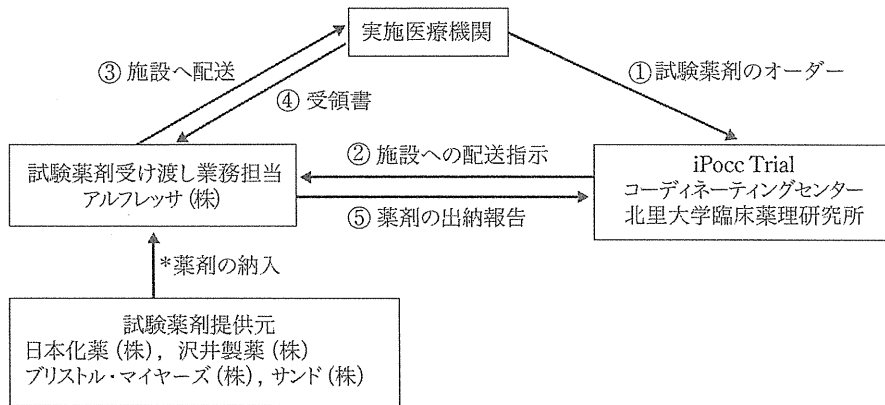 実施医療機関
③ 施設へ配送
①試験薬剤のオーダー
④ 受領書
② 施設への配送指示
試験薬剤受け渡し業務担当
アルフレッサ (株)
iPocc Trial
コーディネーティングセンター
北里大学臨床薬理研究所
⑤ 薬剤の出納報告
*薬剤の納入
試験薬剤提供元
日本化薬 (株), 沢井製薬 (株)
ブリストル・マイヤーズ (株), サンド (株)